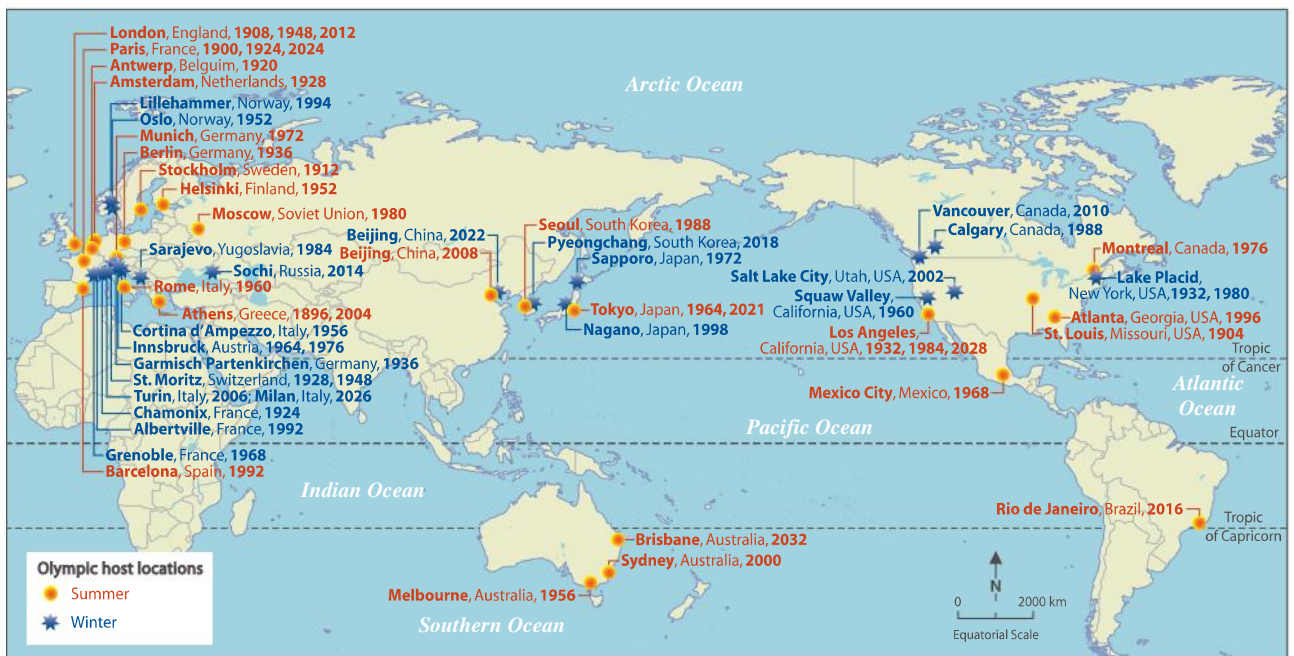 London, England, 1908, 1948, 2012
Paris, France, 1900, 1924, 2024
Antwerp, Belguim, 1920
Amsterdam, Netherlands, 1928
Lillehammer, Norway, 1994
Oslo, Norway, 1952
Munich, Germany, 1972
Berlin, Germany, 1936
Stockholm, Sweden, 1912
Helsinki, Finland, 1952
Moscow, Soviet Union, 1980
Sarajevo, Yugoslavia, 1984
Sochi, Russia, 2014
Rome, Italy, 1960
Athens, Greece, 1896, 2004
Cortina d'Ampezzo, Italy, 1956
Innsbruck, Austria, 1964, 1976
Garmisch Partenkirchen, Germany, 1936
St. Moritz, Switzerland, 1928, 1948
Turin, Italy, 2006; Milan, Italy, 2026
Chamonix, France, 1924
Albertville, France, 1992
Grenoble, France, 1968
Barcelona, Spain, 1992
Beijing, China, 2022
Beijing, China, 2008
Seoul, South Korea, 1988
Pyeongchang, South Korea, 2018
Sapporo, Japan, 1972
Tokyo, Japan, 1964, 2021
Nagano, Japan, 1998
Arctic Ocean
Vancouver, Canada, 2010
Calgary, Canada, 1988
Montreal, Canada, 1976
Salt Lake City, Utah, USA, 2002
Squaw Valley,
California, USA, 1960
Los Angeles,
California, USA, 1932, 1984, 2028
Lake Placid,
New York, USA, 1932, 1980
Atlanta, Georgia, USA, 1996
St. Louis, Missouri, USA, 1904
Mexico City, Mexico, 1968
Tropic
of Cancer
Atlantic
Ocean
Pacific Ocean
Equator
Indian Ocean
Rio de Janeiro, Brazil, 2016
Tropic
of Capricorn
Brisbane, Australia, 2032
Sydney, Australia, 2000
Melbourne, Australia, 1956
Southern Ocean
Olympic host locations
Summer
Winter
N
0 2000 km
Equatorial Scale